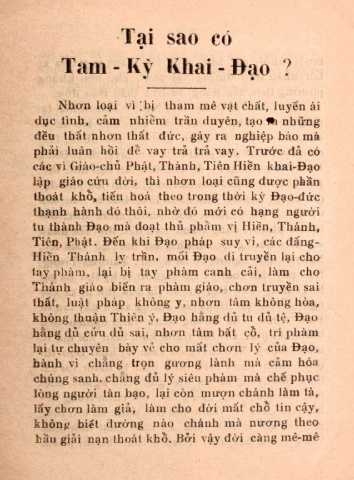 Tại sao có
Tam - Kỳ Khai - Đạo ?
Nhơn loại vì bị tham mê vật chất, luyến ái
dục tình, cảm nhiễm trần duyên, tạo những
đều thất nhơn thất đức, gây ra nghiệp báo mà
phải luân hồi để vay trả trả vay. Trước đã có
các vì Giáo-chủ Phật, Thánh, Tiên Hiền khai-Đạo
lập giáo cứu đời, thì nhơn loại cũng được phần
thoát khổ, tiến hoá theo trong thời kỳ Đạo-đức
thạnh hành đó thôi, nhờ đó mới có hạng người
tu thành Đạo mà đoạt thủ phẩm vị Hiền, Thánh,
Tiên, Phật. Đến khi Đạo pháp suy vi, các đấng-
Hiền Thánh ly trần, mối Đạo di truyền lại cho
tay phàm, lại bị tay phàm canh cải, làm cho
Thánh giáo biến ra phàm giáo, chơn truyền sai
thất, luật pháp không y, nhơn tâm không hòa,
không thuận Thiên ý, Đạo hằng đủ tu dủ tệ, Đạo
hằng đủ cứu dủ sai, nhơn tâm bất cố, trí phàm
lại tự chuyên bày vẻ cho mất chơn lý của Đạo,
hành vi chẳng trọn gương lành mà cảm hóa
chúng sanh, chẳng đủ lý siêu phàm mà chế phục
lòng người tàn bạo, lại còn mượn chánh làm tà,
lấy chơn làm giả, làm cho đời mất chỗ tin cậy,
không biết đường nào chánh mà nương theo
hầu giải nạn thoát khổ. Bởi vậy đời càng mê-mê